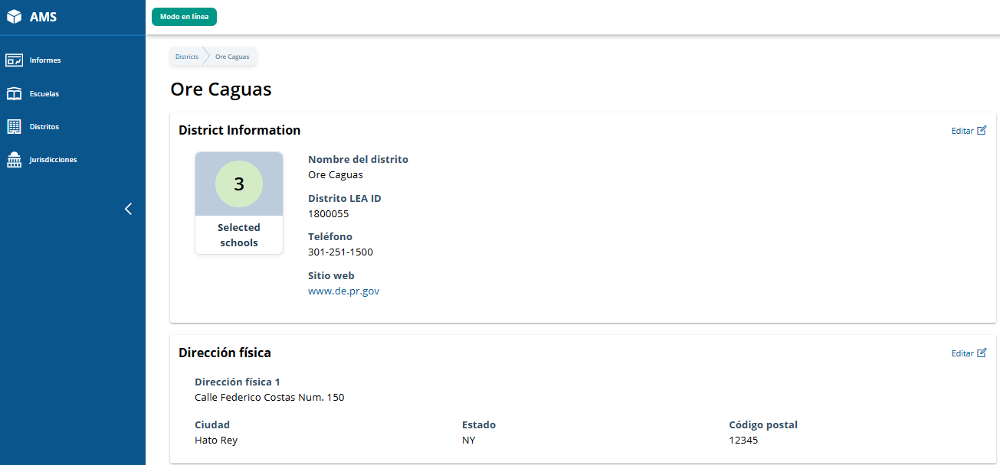 AMS
Modo en línea
Informes
Escuelas
Distritos
Jurisdicciones
Districts
Ore Caguas
Ore Caguas
District Information
Editar
3
Selected
schools
Nombre del distrito
Ore Caguas
Distrito LEA ID
1800055
Teléfono
301-251-1500
Sitio web
www.de.pr.gov
Dirección física
Editar
Dirección física 1
Calle Federico Costas Num. 150
Ciudad
Hato Rey
Estado
NY
Código postal
12345